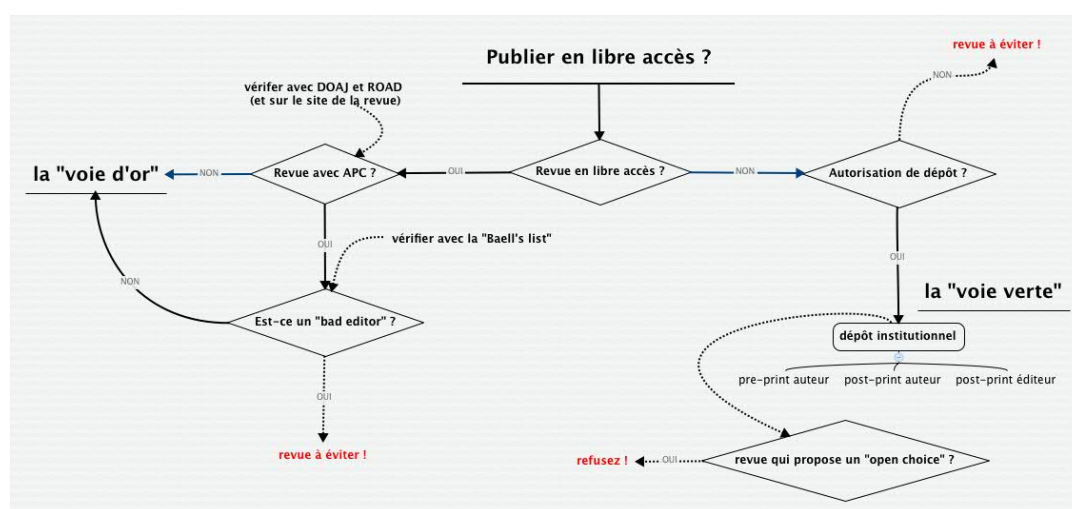 Publier en libre accès ?
revue à éviter !
NON
vérifer avec DOAJ et ROAD
(et sur le site de la revue)
la "voie d'or"
NON
Revue avec APC ?
OUI
Revue en libre accès ?
NON
Autorisation de dépôt ?
OUI
vérifier avec la "Baell's list"
OUI
NON
la "voie verte"
Est-ce un "bad editor" ?
dépôt institutionnel
pre-print auteur
post-print auteur
post-print éditeur
OUI
revue à éviter !
refusez !
OUI
revue qui propose un "open choice" ?